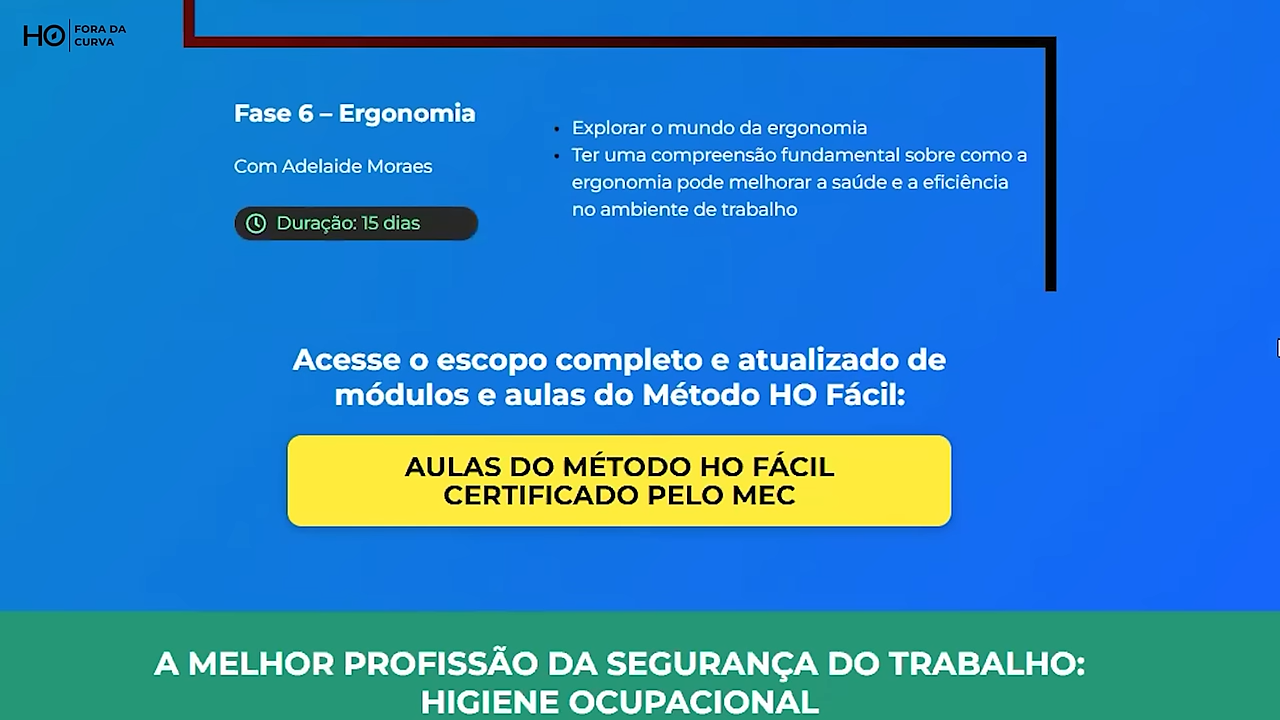 HO FORA DA
CURVA
Fase 6 – Ergonomia
Com Adelaide Moraes
Duração: 15 dias
• Explorar o mundo da ergonomia
• Ter uma compreensão fundamental sobre como a
ergonomia pode melhorar a saúde e a eficiência
no ambiente de trabalho
Acesse o escopo completo e atualizado de
módulos e aulas do Método HO Fácil:
AULAS DO MÉTODO HO FÁCIL
CERTIFICADO PELO MEC
A MELHOR PROFISSÃO DA SEGURANÇA DO TRABALHO:
HIGIENE OCUPACIONAL